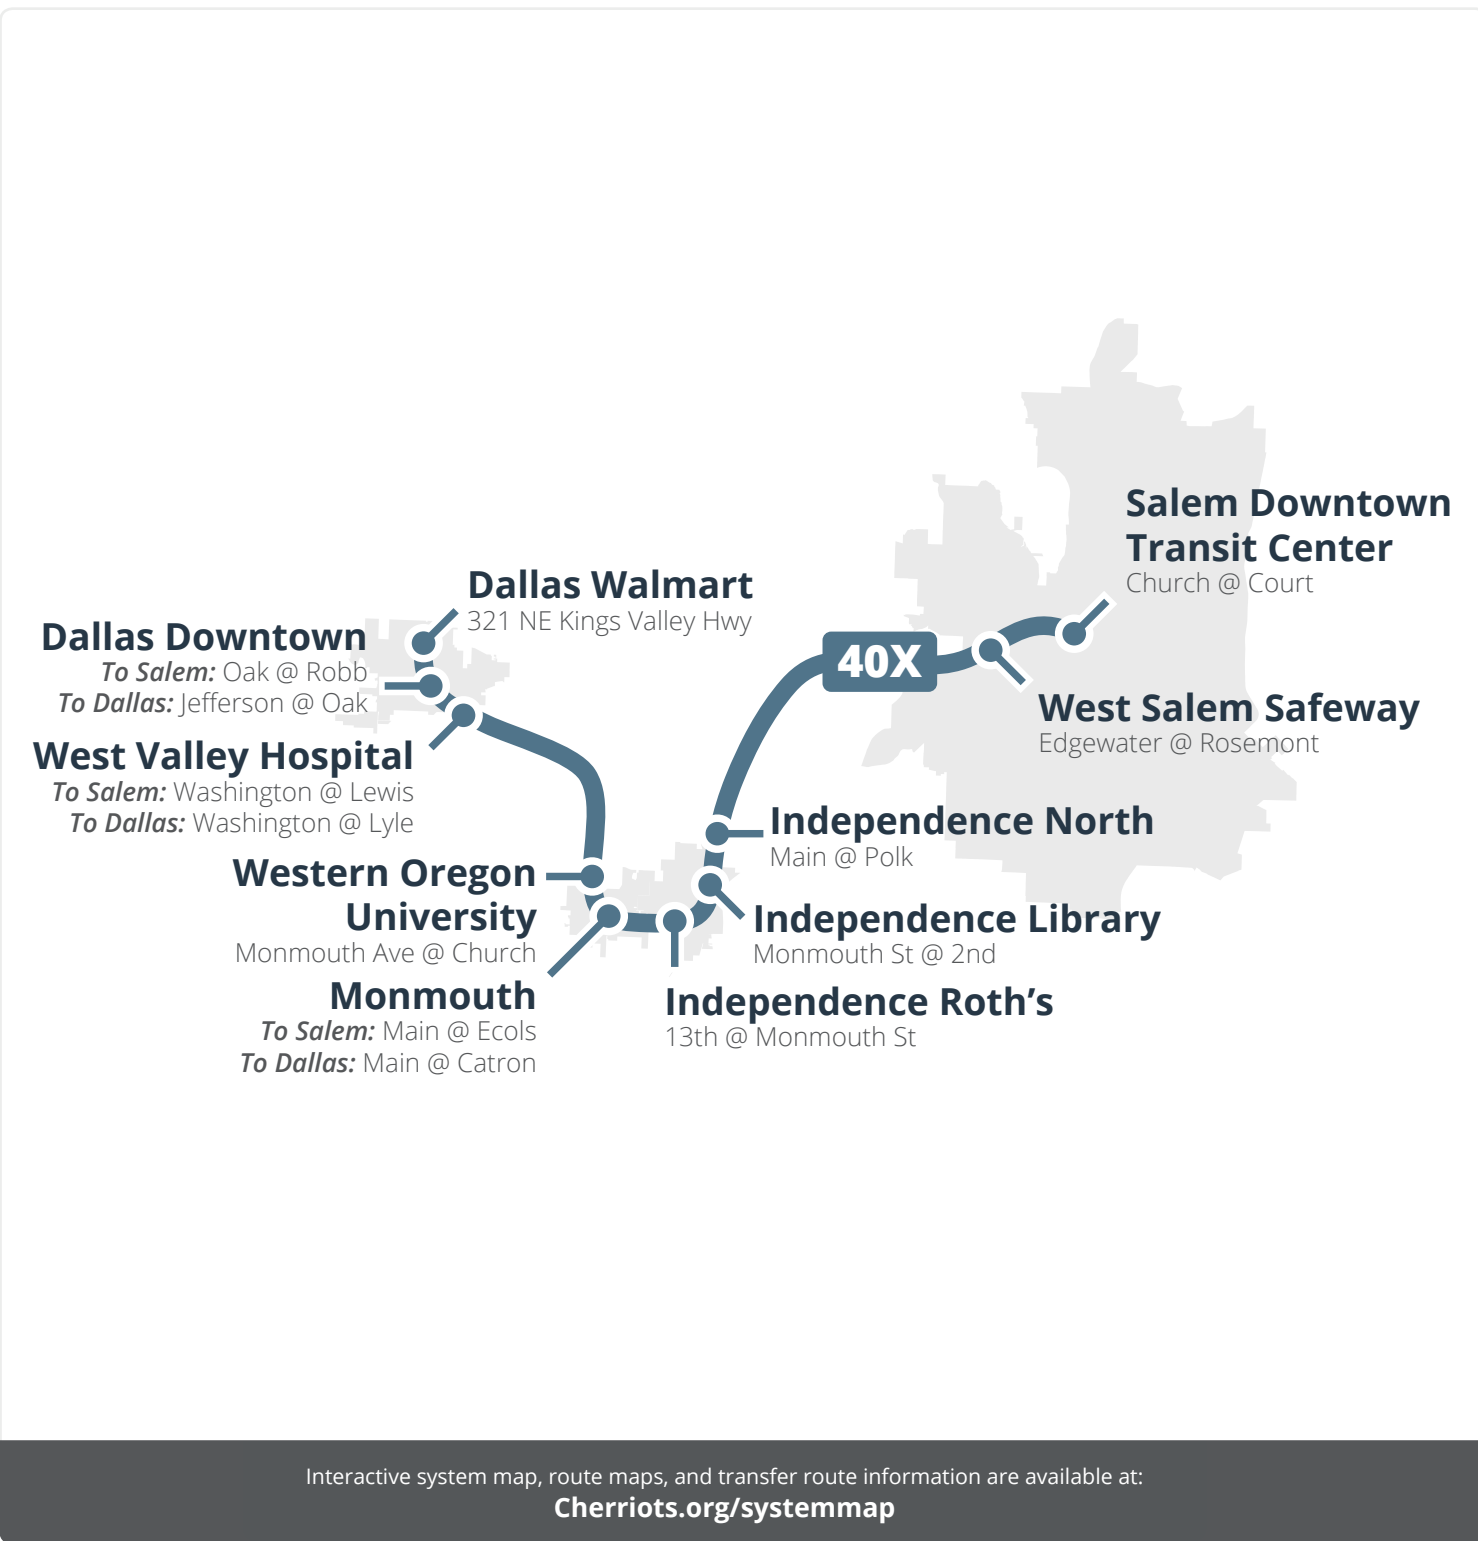 Salem Downtown
Transit Center
Church @ Court
Dallas Walmart
321 NE Kings Valley Hwy
Dallas Downtown
To Salem: Oak @ Robb
To Dallas: Jefferson @ Oak
40X
West Salem Safeway
Edgewater @ Rosemont
West Valley Hospital
To Salem: Washington @ Lewis
To Dallas: Washington @ Lyle
Independence North
Main @ Polk
Western Oregon
University
Monmouth Ave @ Church
Independence Library
Monmouth St @ 2nd
Monmouth
To Salem: Main @ Ecols
To Dallas: Main @ Catron
Independence Roth’s
13th @ Monmouth St
Interactive system map, route maps, and transfer route information are available at:
Cherriots.org/systemmap